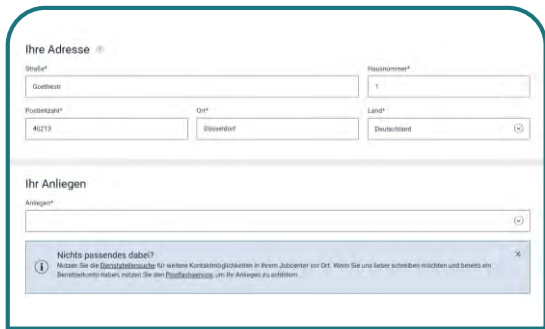 Ihre Adresse
Straße* Hausnummer*
Goethestr 1
Postleitzahl* Ort* Land*
40213 Düsseldorf Deutschland
Ihr Anliegen
Anliegen*
Nichts passendes dabei?
Nutzen Sie die Dienststellensuche für weitere Kontaktmöglichkeiten in Ihrem Jobcenter vor Ort. Wenn Sie uns lieber schreiben möchten und bereits ein
Benutzerkonto haben, nutzen Sie den Postfachservice, um Ihr Anliegen zu schildern.